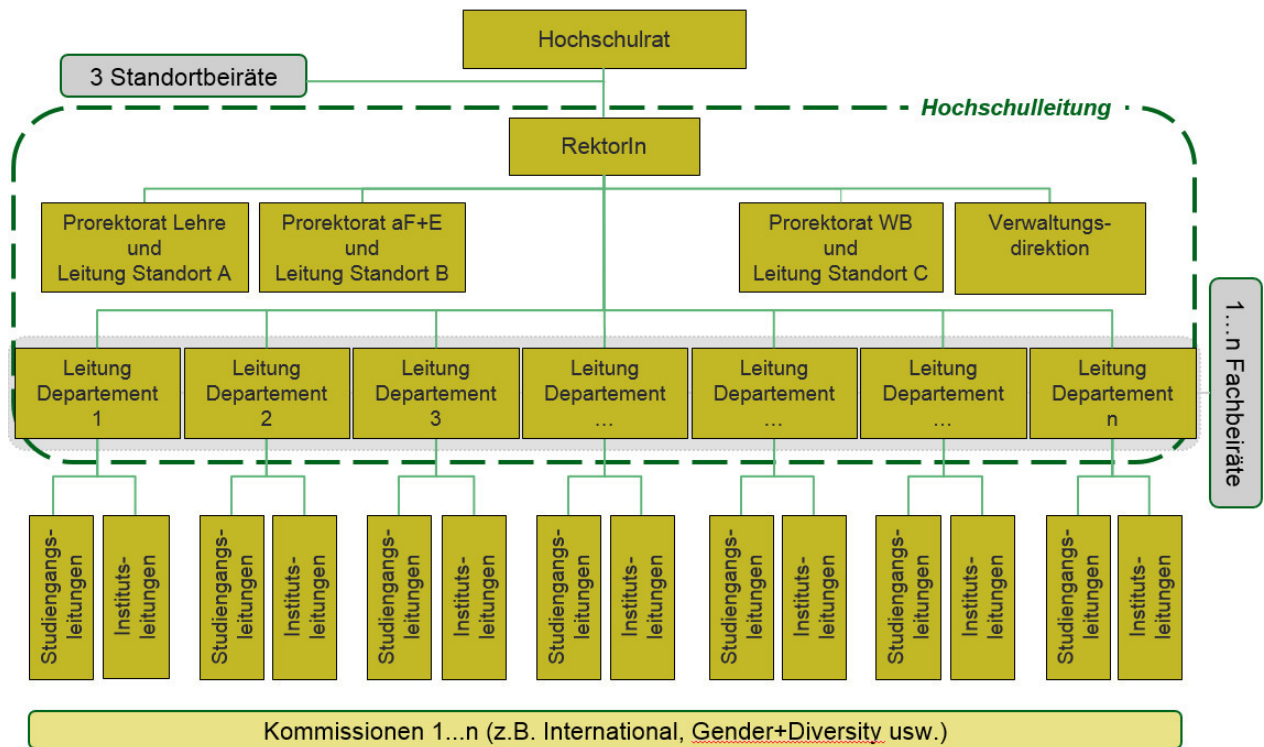 Hochschulrat
3 Standortbeiräte
Hochschulleitung
RektorIn
Prorektorat Lehre
und
Leitung Standort A
Prorektorat aF+E
und
Leitung Standort B
Prorektorat WB
und
Leitung Standort C
Verwaltungs-
direktion
1....n Fachbeiräte
Leitung
Departement
1
Leitung
Departement
2
Leitung
Departement
3
Leitung
Departement
...
Leitung
Departement
...
Leitung
Departement
...
Leitung
Departement
n
Studiengangs-
leitungen
Instituts-
leitungen
Studiengangs-
leitungen
Instituts-
leitungen
Studiengangs-
leitungen
Instituts-
leitungen
Studiengangs-
leitungen
Instituts-
leitungen
Studiengangs-
leitungen
Instituts-
leitungen
Studiengangs-
leitungen
Instituts-
leitungen
Studiengangs-
leitungen
Instituts-
leitungen
Kommissionen 1...n (z.B. International, Gender+Diversity usw.)